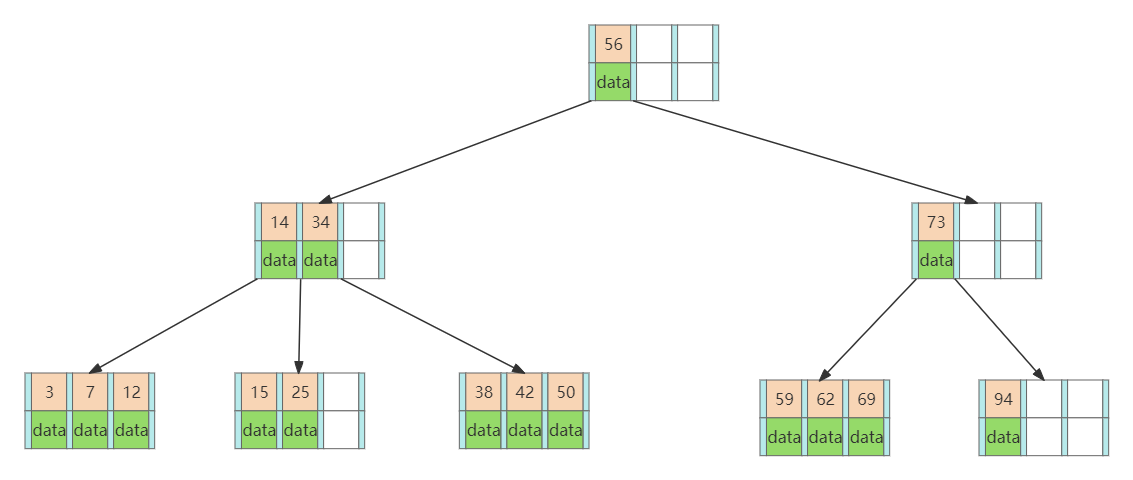 56
data
14 34
data data
73
data
3 7 12
data data data
15 25
data data
38 42 50
data data data
59 62 69
data data data
94
data